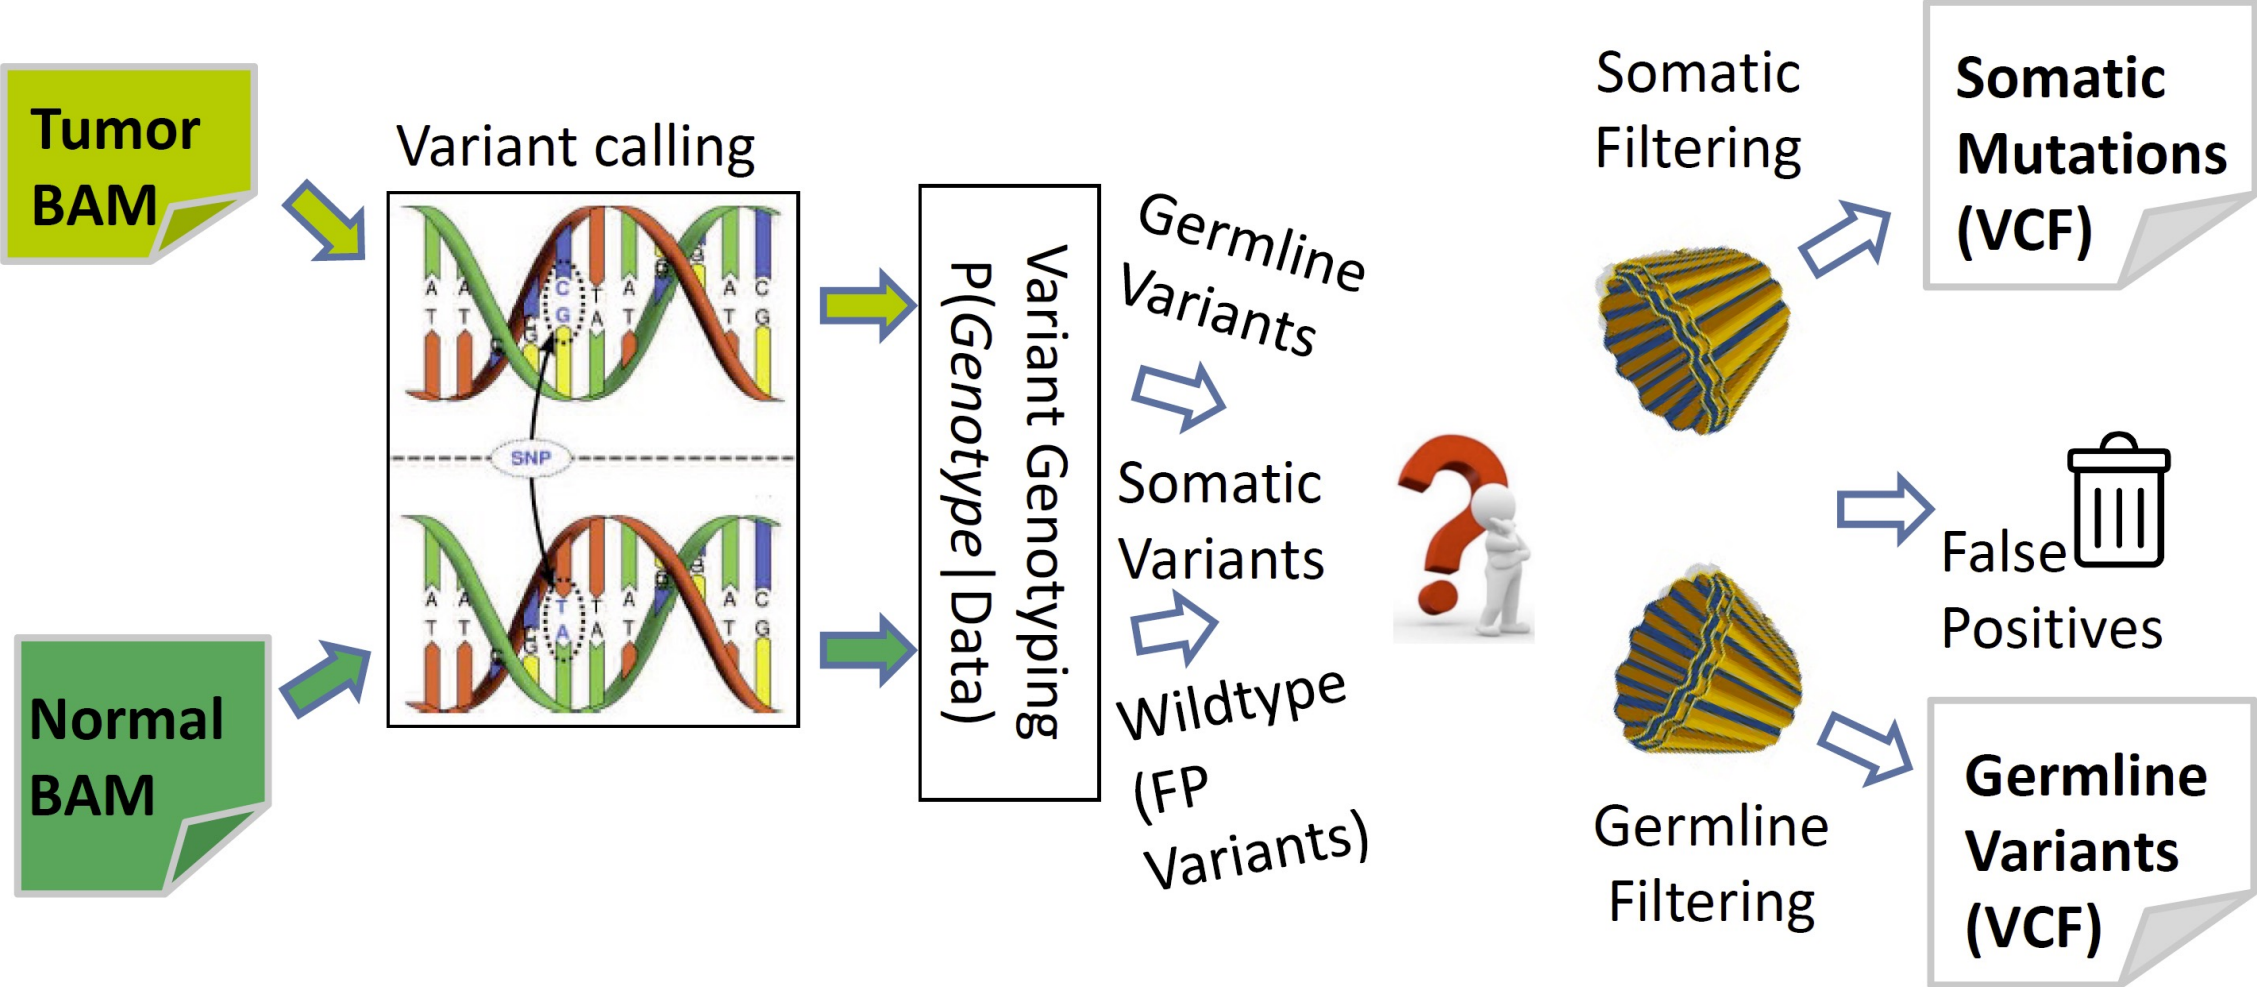 Tumor
BAM
Normal
BAM
Variant calling
C
G
SNP
T
A
A A T A A C
T T A T T G
A A T A A C
T T A T T G
Variant Genotyping
P(Genotype|Data)
Germline
Variants
Somatic
Variants
Wildtype
(FP
Variants)
?
Somatic
Filtering
Germline
Filtering
Somatic
Mutations
(VCF)
False
Positives
Germline
Variants
(VCF)